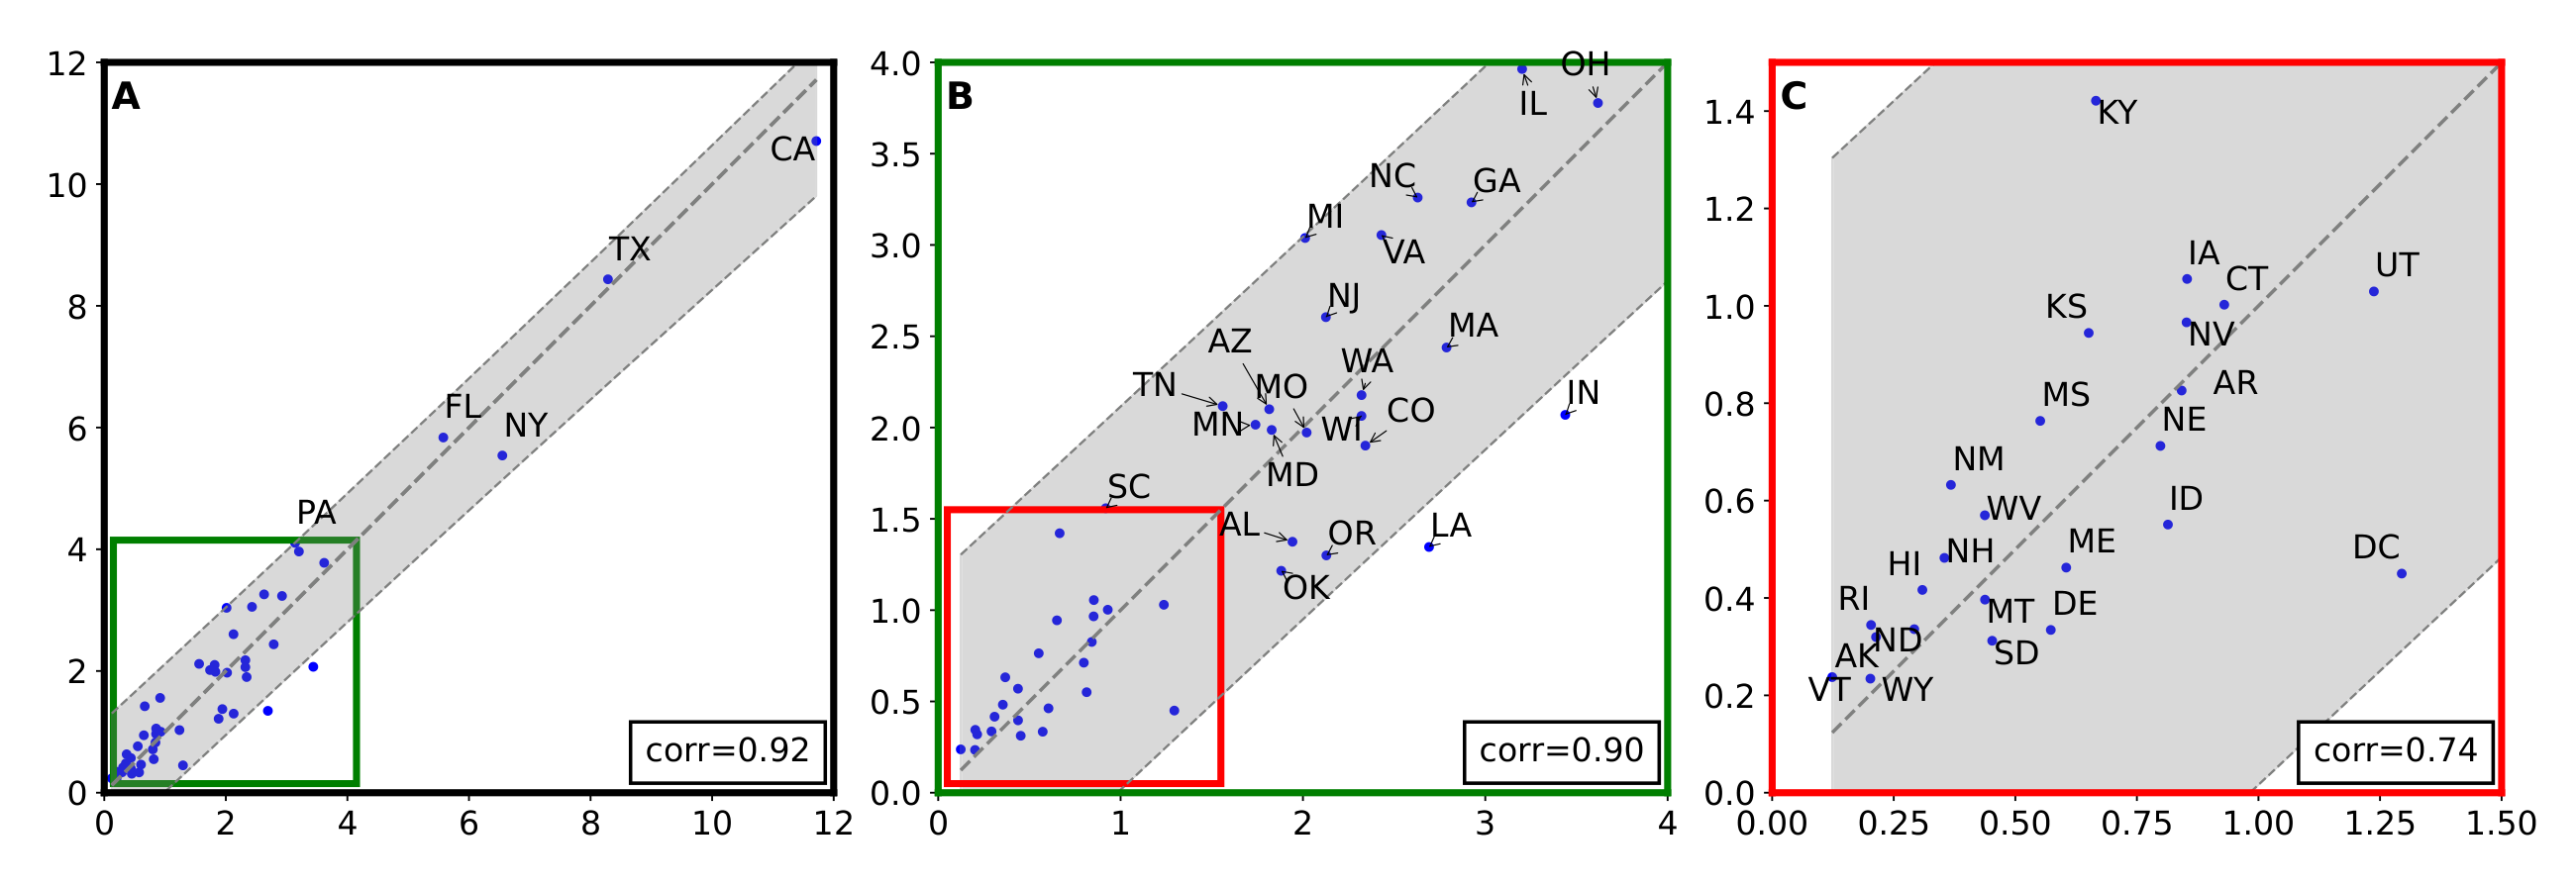 A
12
10
8
6
4
2
0
0 2 4 6 8 10 12
CA
TX
FL
NY
PA
corr=0.92
B
4.0
3.5
3.0
2.5
2.0
1.5
1.0
0.5
0.0
0 1 2 3 4
OH
IL
NC
GA
MI
VA
NJ
MA
AZ
WA
TN
MO
IN
MN
WI
CO
MD
SC
AL
OR
LA
OK
corr=0.90
C
1.4
1.2
1.0
0.8
0.6
0.4
0.2
0.0
0.00 0.25 0.50 0.75 1.00 1.25 1.50
KY
IA
CT
UT
KS
NV
MS
AR
NE
NM
WV
ID
HI
NH
ME
DC
RI
MT
DE
ND
SD
AK
VT
WY
corr=0.74